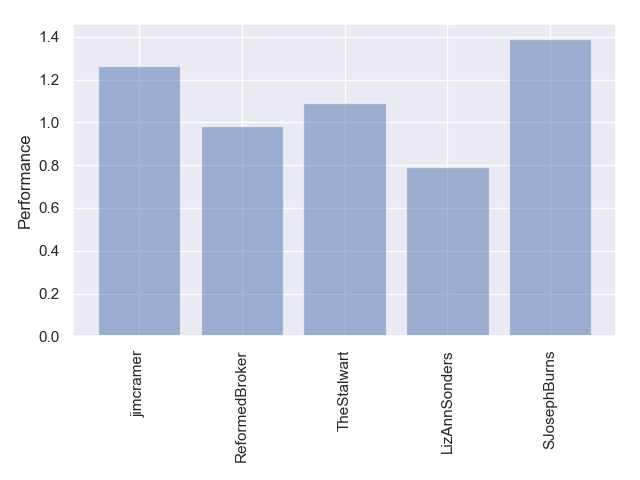 1.4
1.2
1.0
0.8
0.6
0.4
0.2
0.0
Performance
jimcramer
ReformedBroker
TheStalwart
LizAnnSonders
SJosephBurns